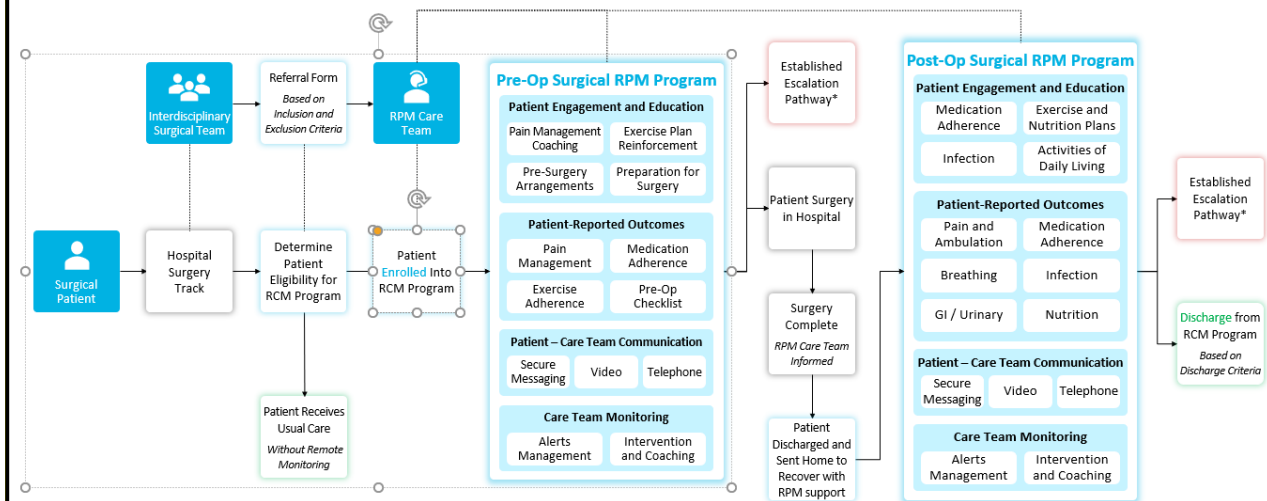 Interdisciplinary
Surgical Team
Referral Form
Based on
Inclusion and
Exclusion Criteria
RPM Care
Team
Surgical
Patient
Hospital
Surgery
Track
Determine
Patient
Eligibility for
RCM Program
Patient
Enrolled Into
RCM Program
Patient Receives
Usual Care
Without Remote
Monitoring
Pre-Op Surgical RPM Program
Patient Engagement and Education
Pain Management
Coaching
Exercise Plan
Reinforcement
Pre-Surgery
Arrangements
Preparation for
Surgery
Patient-Reported Outcomes
Pain
Management
Medication
Adherence
Exercise
Adherence
Pre-Op
Checklist
Patient – Care Team Communication
Secure
Messaging
Video
Telephone
Care Team Monitoring
Alerts
Management
Intervention
and Coaching
Established
Escalation
Pathway*
Patient Surgery
in Hospital
Surgery
Complete
RPM Care Team
Informed
Patient
Discharged and
Sent Home to
Recover with
RPM support
Post-Op Surgical RPM Program
Patient Engagement and Education
Medication
Adherence
Exercise and
Nutrition Plans
Infection
Activities of
Daily Living
Patient-Reported Outcomes
Pain and
Ambulation
Medication
Adherence
Breathing
Infection
GI / Urinary
Nutrition
Patient – Care Team Communication
Secure
Messaging
Video
Telephone
Care Team Monitoring
Alerts
Management
Intervention
and Coaching
Established
Escalation
Pathway*
Discharge from
RCM Program
Based on
Discharge Criteria